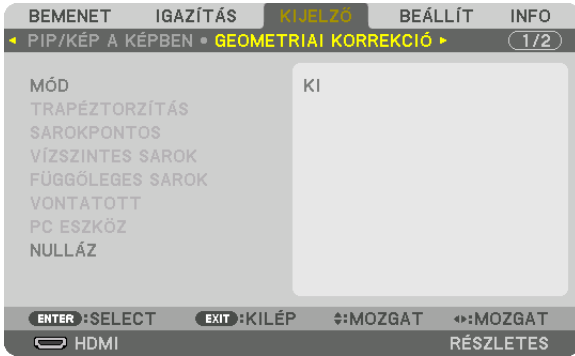 BEMENET IGAZÍTÁS KIJELZŐ BEÁLLÍT INFO
◂ PIP/KÉP A KÉPBEN • GEOMETRIAI KORREKCIÓ ▸ 1/2
MÓD KI
TRAPÉZTORZÍTÁS
SAROKPONTOS
VÍZSZINTES SAROK
FÜGGŐLEGES SAROK
VONTATOTT
PC ESZKÖZ
NULLÁZ
ENTER :SELECT EXIT :KILÉP ⬍:MOZGAT ⬌:MOZGAT
HDMI RÉSZLETES